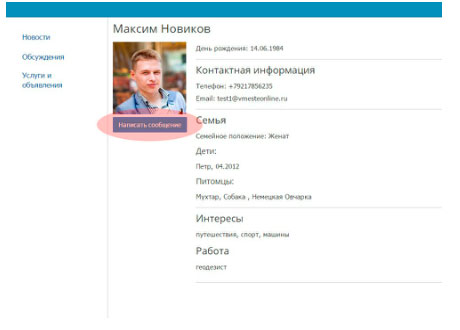 Максим Новиков
Новости
Обсуждения
Услуги и
объявления
День рождения: 14.06.1984
Контактная информация
Телефон: +79217856235
Email: test1@vmesteonline.ru
Написать сообщение
Семья
Семейное положение: Женат
Дети:
Петр, 04.2012
Питомцы:
Мухтар, Собака , Немецкая Овчарка
Интересы
путешествия, спорт, машины
Работа
геодезист